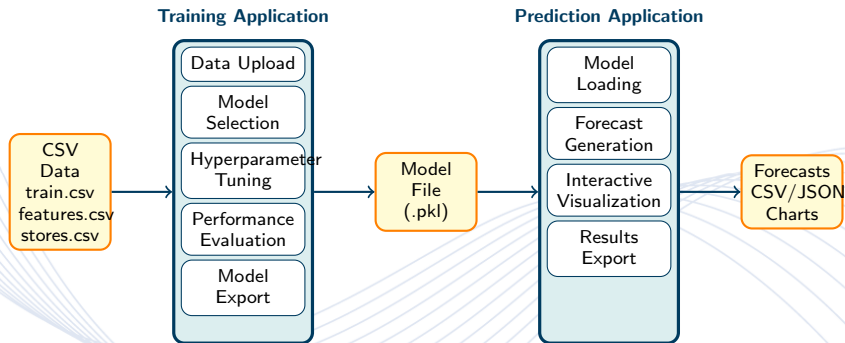 Training Application
Prediction Application
CSV
Data
train.csv
features.csv
stores.csv
Data Upload
Model
Selection
Hyperparameter
Tuning
Performance
Evaluation
Model
Export
Model
File
(.pkl)
Model
Loading
Forecast
Generation
Interactive
Visualization
Results
Export
Forecasts
CSV/JSON
Charts